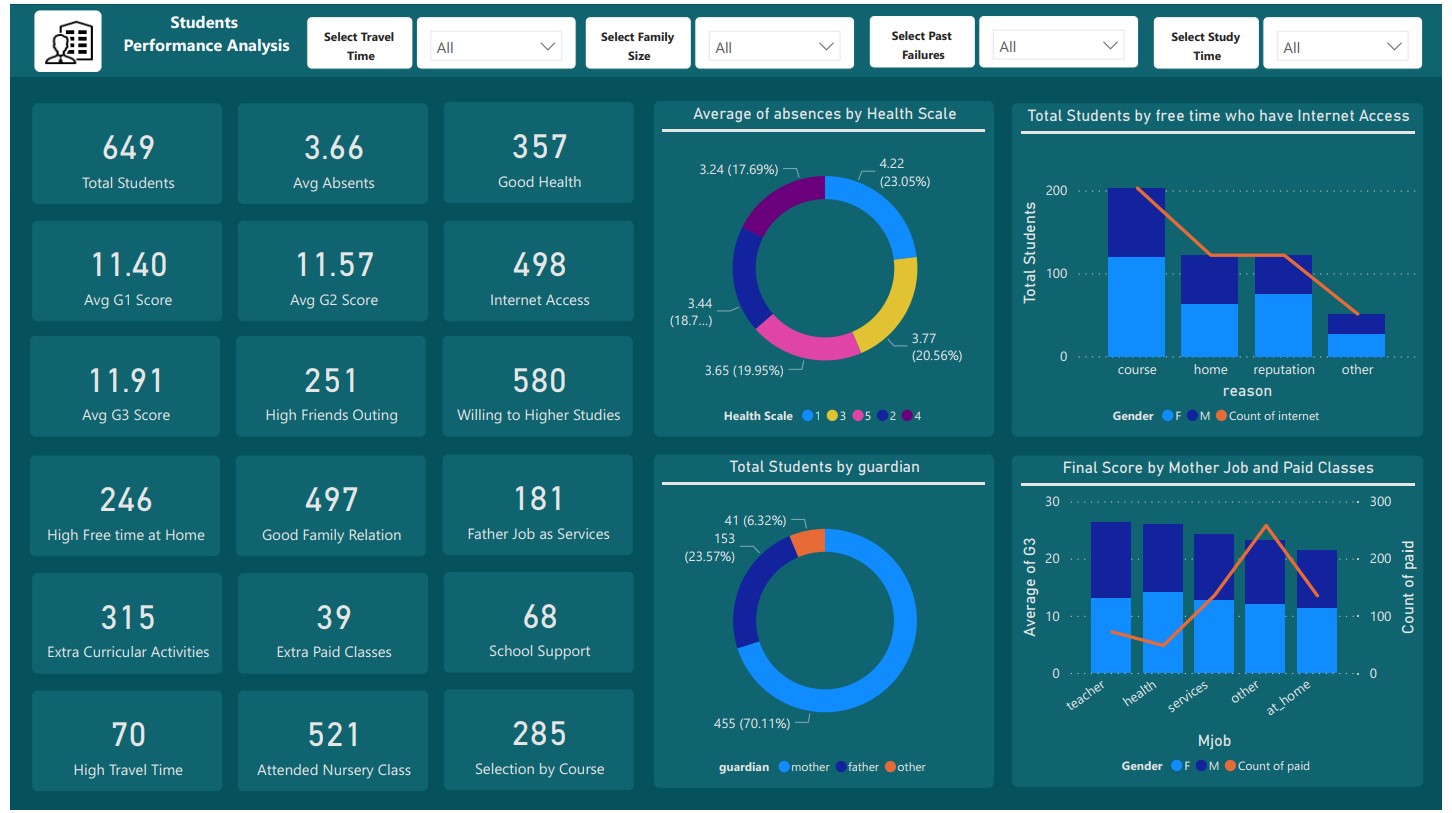 Students
Performance Analysis
Select Travel
Time
All
Select Family
Size
All
Select Past
Failures
All
Select Study
Time
All
649
Total Students
3.66
Avg Absents
357
Good Health
11.40
Avg G1 Score
11.57
Avg G2 Score
498
Internet Access
11.91
Avg G3 Score
251
High Friends Outing
580
Willing to Higher Studies
246
High Free time at Home
497
Good Family Relation
181
Father Job as Services
315
Extra Curricular Activities
39
Extra Paid Classes
68
School Support
70
High Travel Time
521
Attended Nursery Class
285
Selection by Course
Average of absences by Health Scale
3.24 (17.69%)
4.22
(23.05%)
3.44
(18.7...)
3.77
(20.56%)
3.65 (19.95%)
Health Scale 1 3 5 2 4
Total Students by free time who have Internet Access
Total Students
200
100
0
course home reputation other
reason
Gender F M Count of internet
Total Students by guardian
41 (6.32%)
153
(23.57%)
455 (70.11%)
guardian mother father other
Final Score by Mother Job and Paid Classes
Average of G3
30
20
10
0
300
200
100
0
Count of paid
teacher health services other at_home
Mjob
Gender F M Count of paid